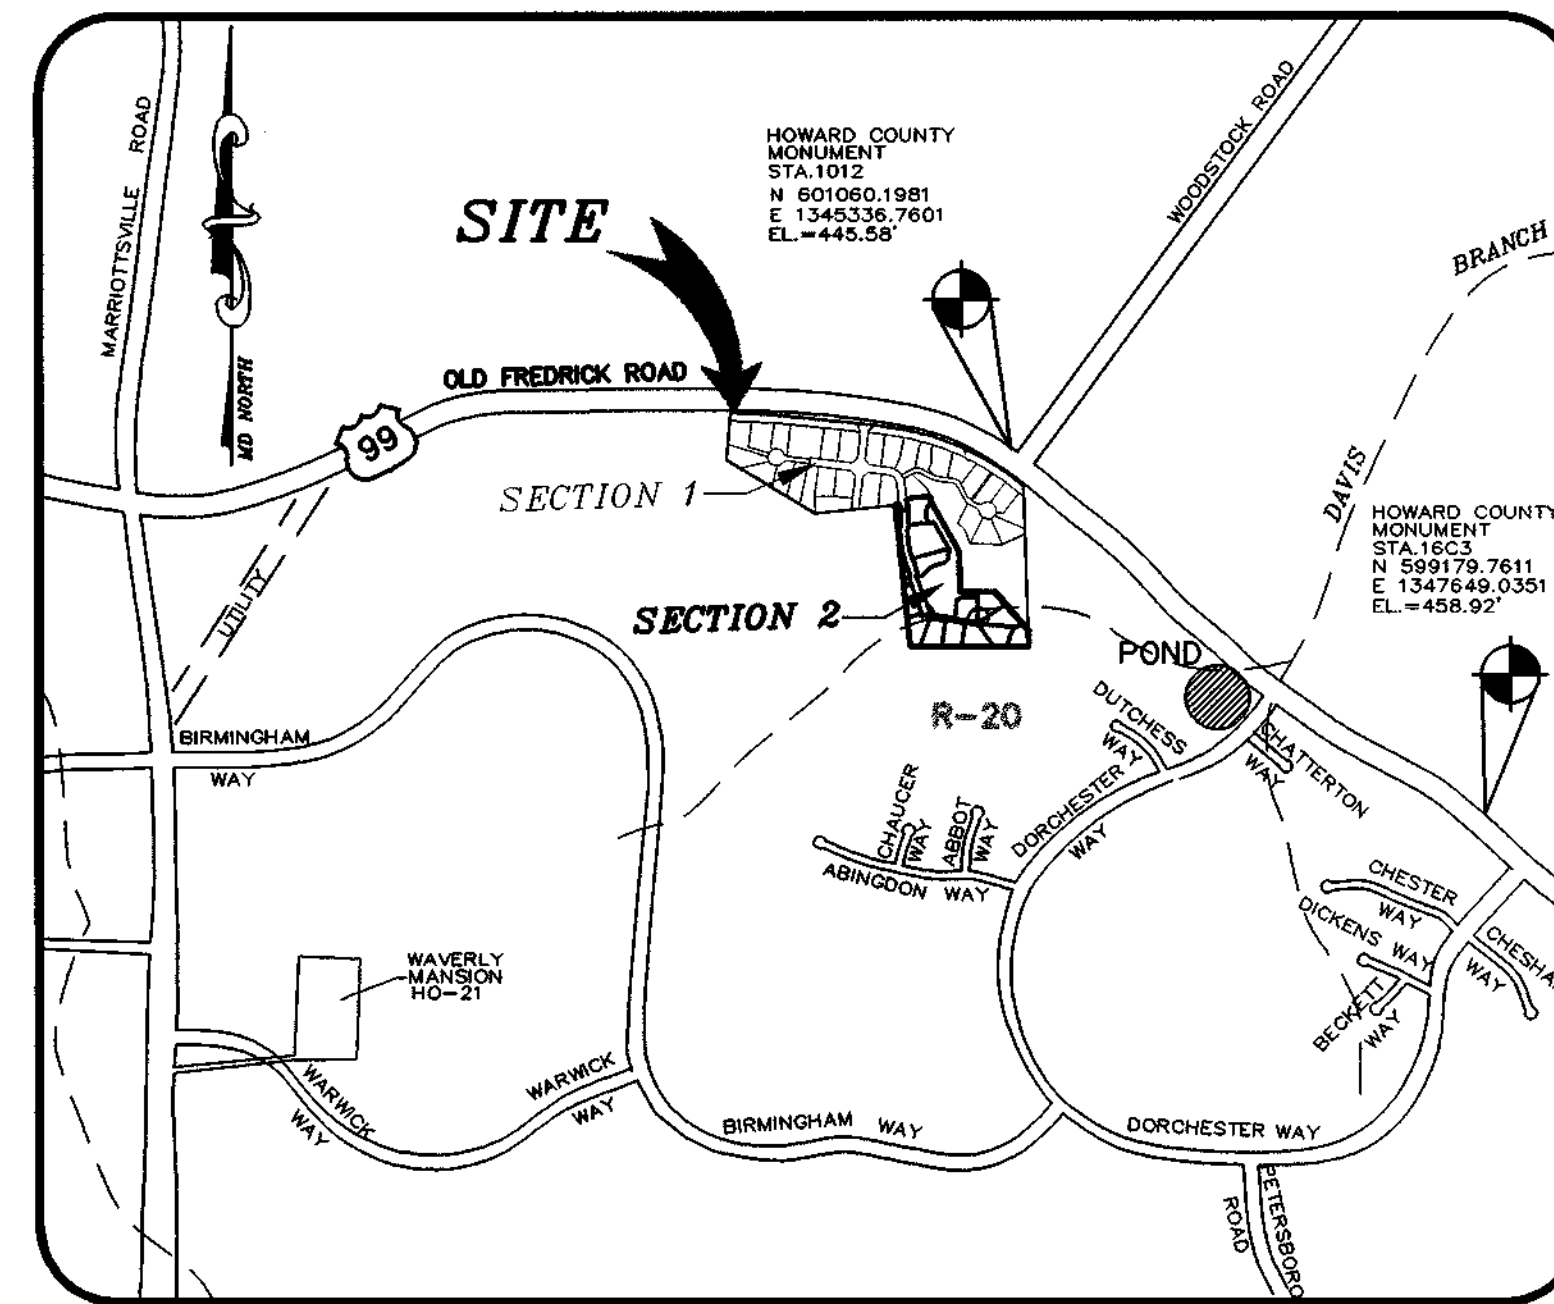 MARRIOTTSVILLE ROAD
MD NORTH
HOWARD COUNTY
MONUMENT
STA.1012
N 601060.1981
E 1345336.7601
EL.=445.58'
SITE
WOODSTOCK ROAD
BRANCH
DAVIS
OLD FREDRICK ROAD
99
SECTION 1
SECTION 2
UTILITY
HOWARD COUNTY
MONUMENT
STA.16C3
N 599179.7611
E 1347649.0351
EL.=458.92'
POND
R-20
BIRMINGHAM
WAY
DUTCHESS
WAY
CHATTERTON
WAY
DORCHESTER
WAY
CHAUCER
WAY
ABBOT
WAY
ABINGDON WAY
CHESTER
WAY
DICKENS WAY
CHESHA
WAY
BECKETT
WAY
WAVERLY
MANSION
HO-21
WARWICK
WAY
WARWICK
WAY
BIRMINGHAM WAY
DORCHESTER WAY
PETERSBORO
ROAD